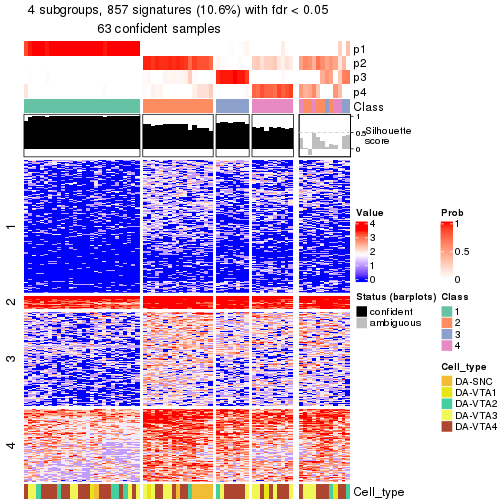 4 subgroups, 857 signatures (10.6%) with fdr < 0.05
63 confident samples
p1
p2
p3
p4
Class
1
0.5
0
Silhouette
score
1
2
3
4
Value
4
3
2
1
0
Prob
1
0.5
0
Status (barplots)
confident
ambiguous
Class
1
2
3
4
Cell_type
DA-SNC
DA-VTA1
DA-VTA2
DA-VTA3
DA-VTA4
Cell_type